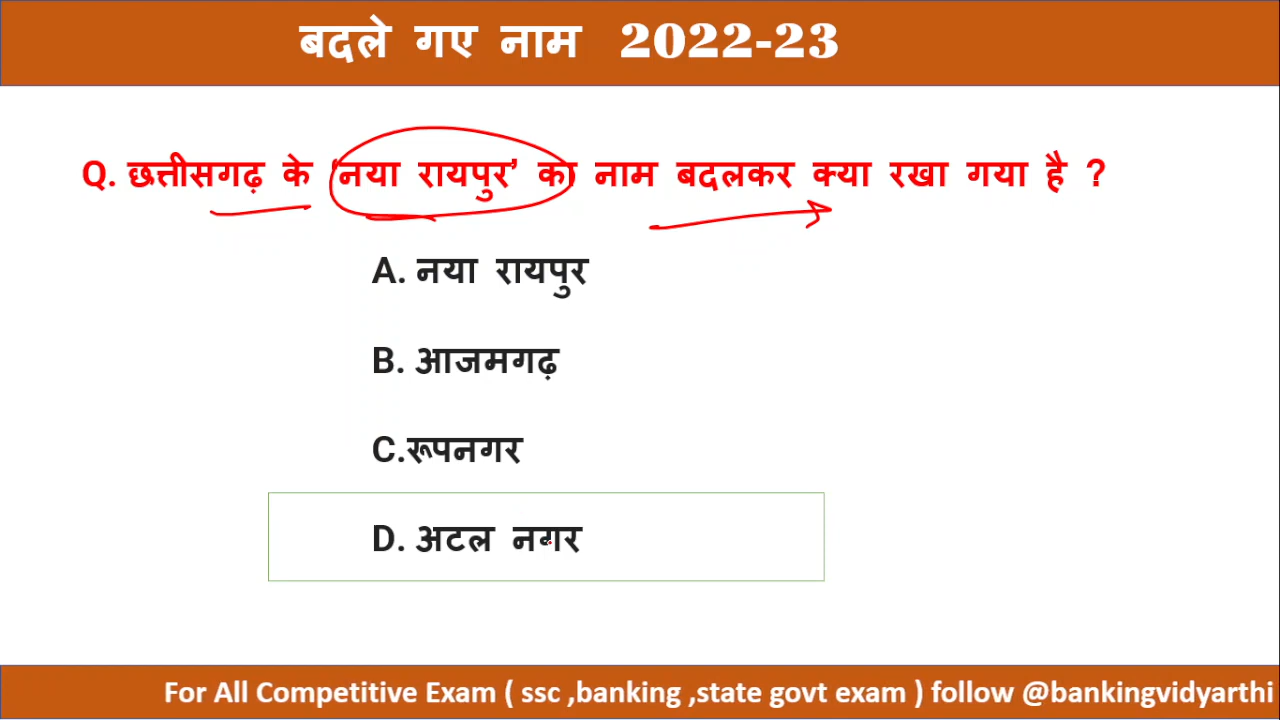 बदले गए नाम 2022-23
Q. छत्तीसगढ़ के ‘नया रायपुर’ का नाम बदलकर क्या रखा गया है ?
A. नया रायपुर
B. आजमगढ़
C.रूपनगर
D. अटल नगर
For All Competitive Exam ( ssc ,banking ,state govt exam ) follow @bankingvidyarthi